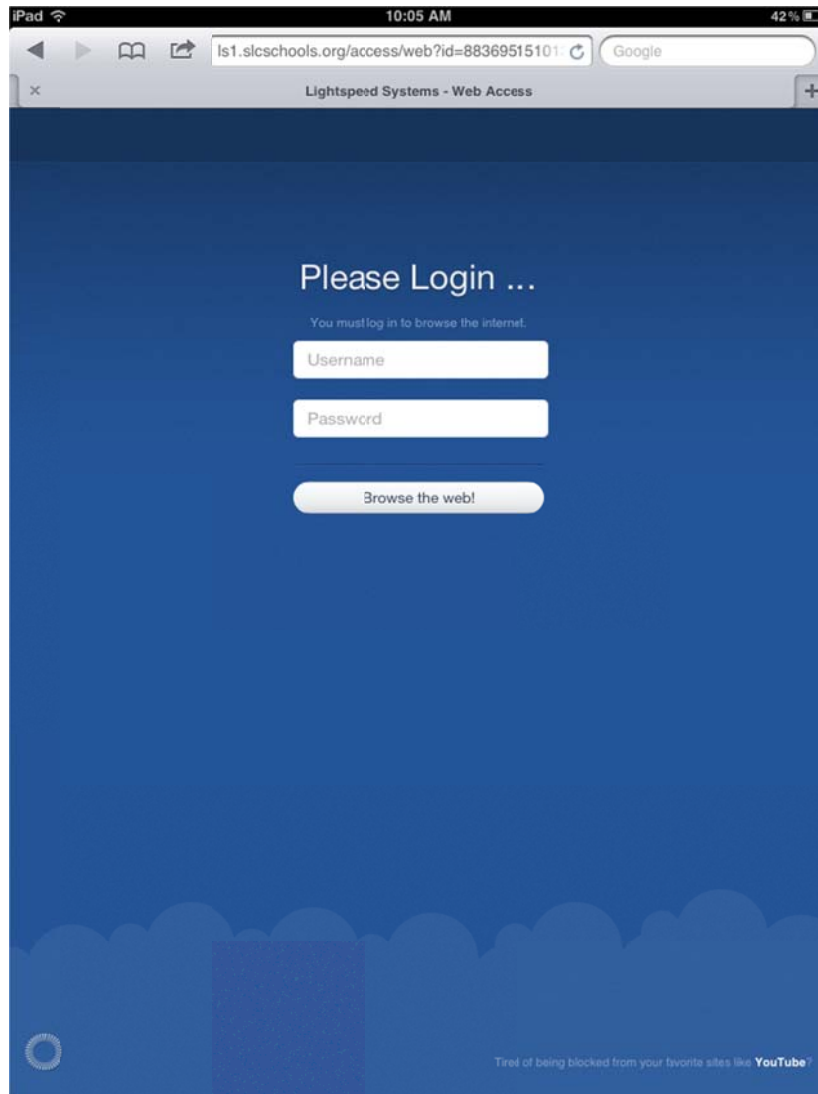 iPad 10:05 AM 42%
ls1.slcschools.org/access/web?id=883695151013 Google
Lightspeed Systems - Web Access
Please Login ...
You must log in to browse the internet.
Username
Password
Browse the web!
Tired of being blocked from your favorite sites like YouTube?